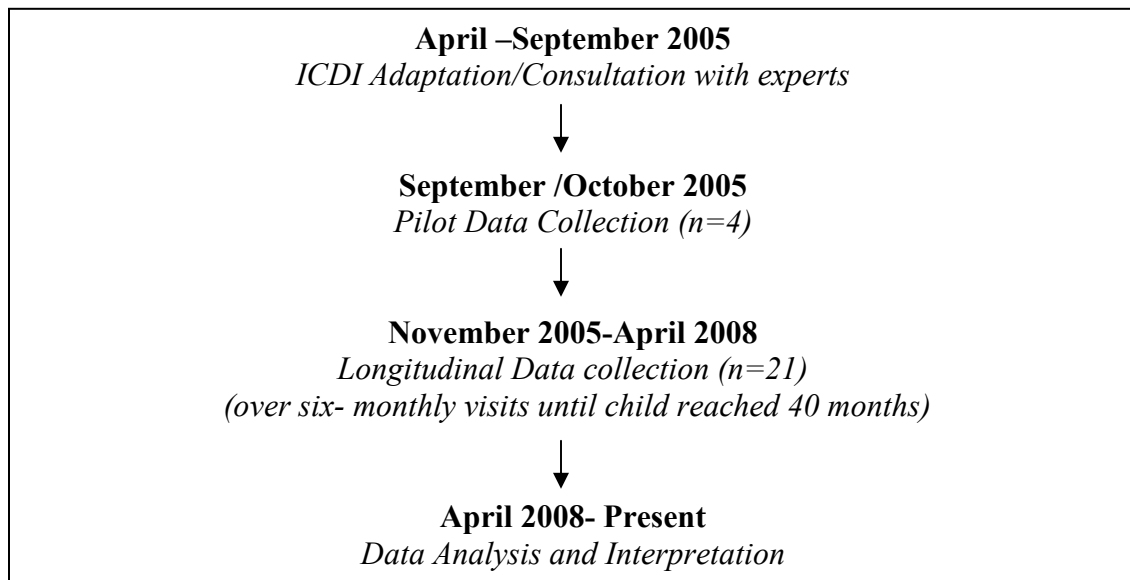 April –September 2005
ICDI Adaptation/Consultation with experts
September /October 2005
Pilot Data Collection (n=4)
November 2005-April 2008
Longitudinal Data collection (n=21)
(over six- monthly visits until child reached 40 months)
April 2008- Present
Data Analysis and Interpretation